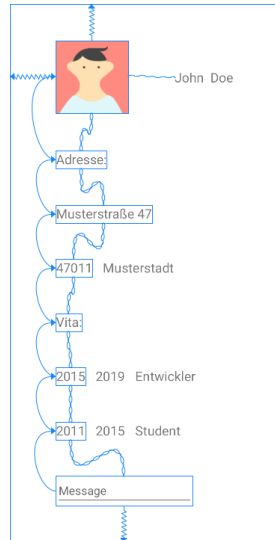 John Doe
Adresse:
Musterstraße 47
47011 Musterstadt
Vita:
2015 2019 Entwickler
2011 2015 Student
Message